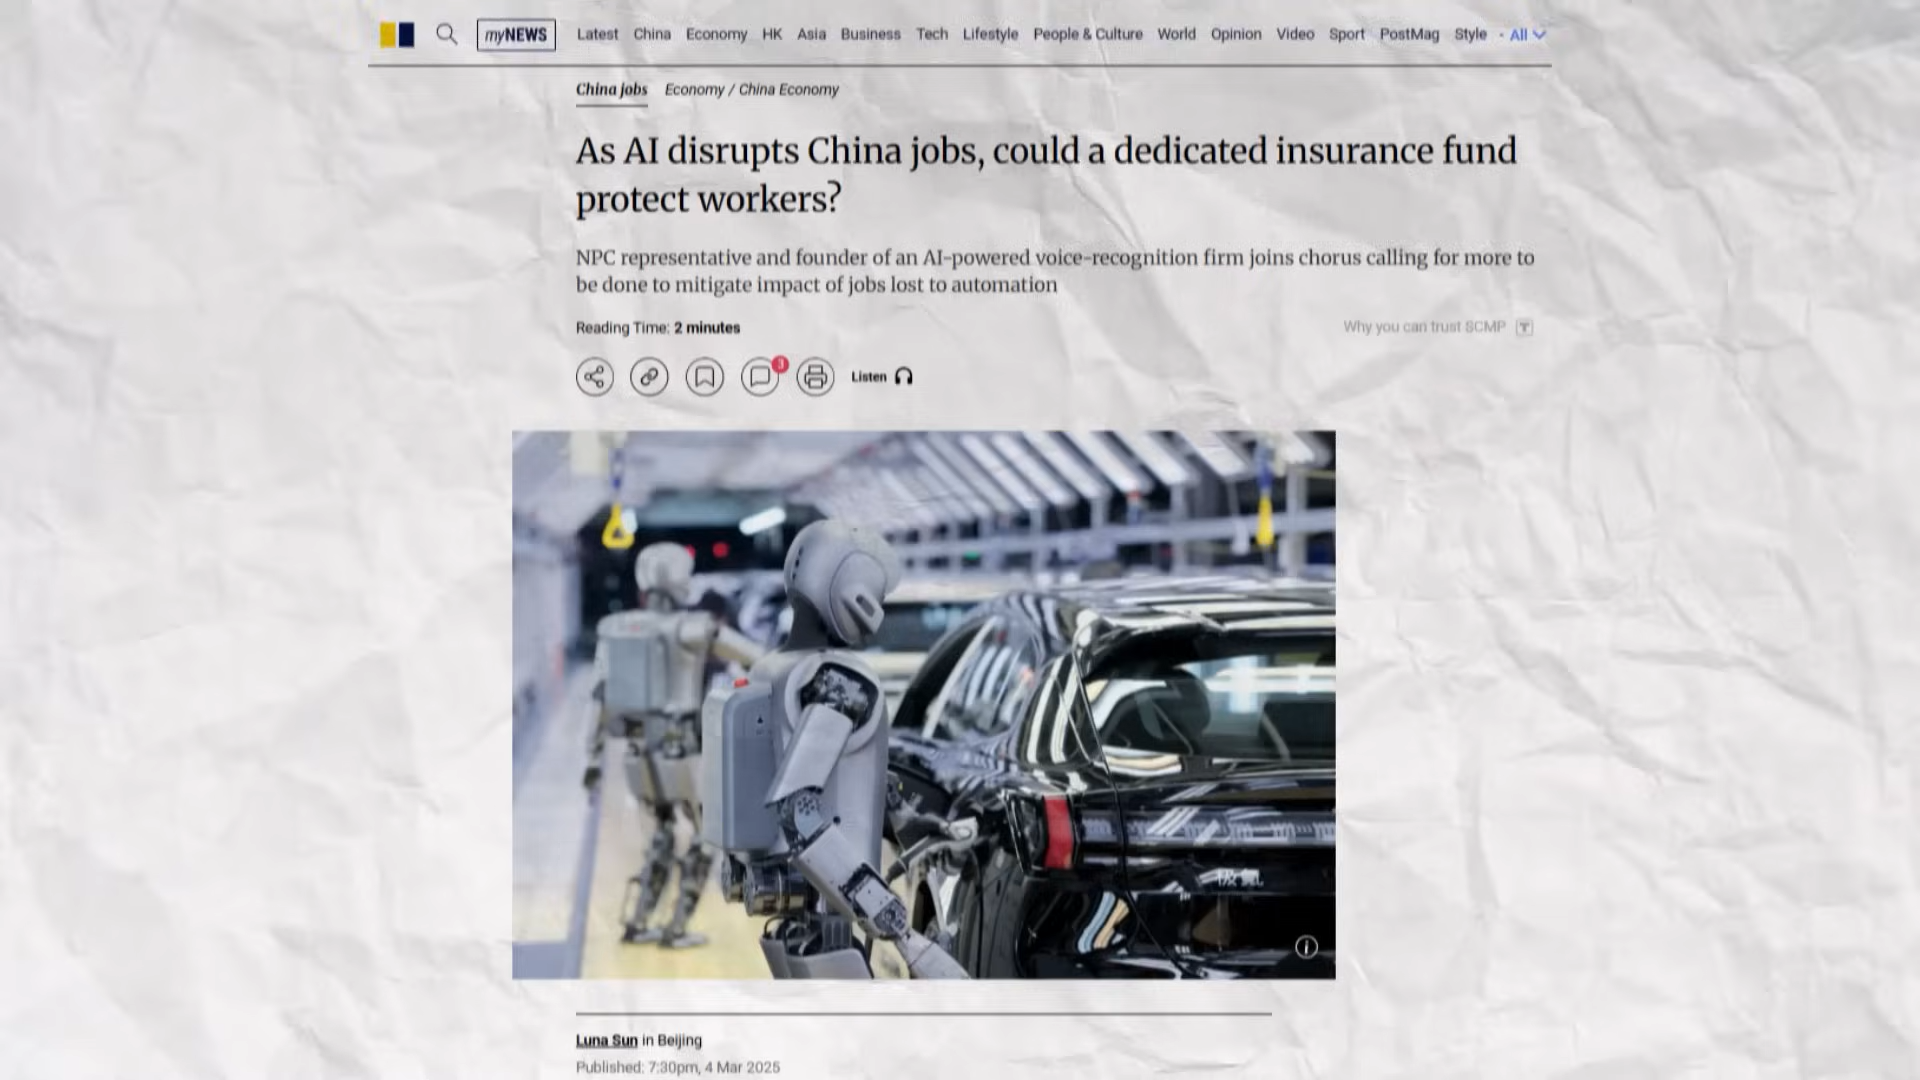 myNEWS Latest China Economy HK Asia Business Tech Lifestyle People & Culture World Opinion Video Sport PostMag Style · All
China jobs Economy / China Economy
As AI disrupts China jobs, could a dedicated insurance fund
protect workers?
NPC representative and founder of an AI-powered voice-recognition firm joins chorus calling for more to
be done to mitigate impact of jobs lost to automation
Reading Time: 2 minutes
Why you can trust SCMP
3
Listen
极氪
Luna Sun in Beijing
Published: 7:30pm, 4 Mar 2025